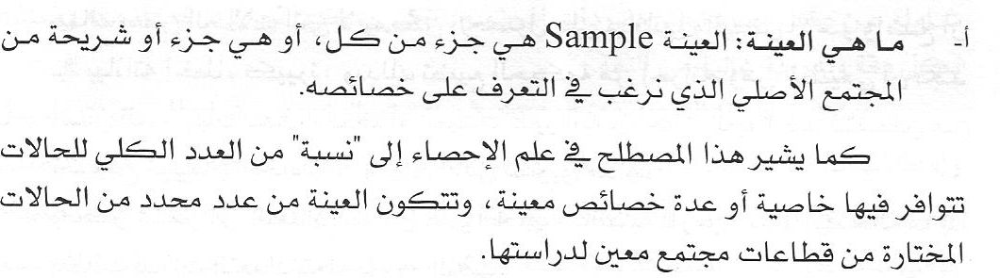 أ- ما هي العينة: العينة Sample هي جزء من كل، أو هي جزء أو شريحة من
المجتمع الأصلي الذي نرغب في التعرف على خصائصه.
كما يشير هذا المصطلح في علم الإحصاء إلى "نسبة" من العدد الكلي للحالات
تتوافر فيها خاصية أو عدة خصائص معينة، وتتكون العينة من عدد محدد من الحالات
المختارة من قطاعات مجتمع معين لدراستها.